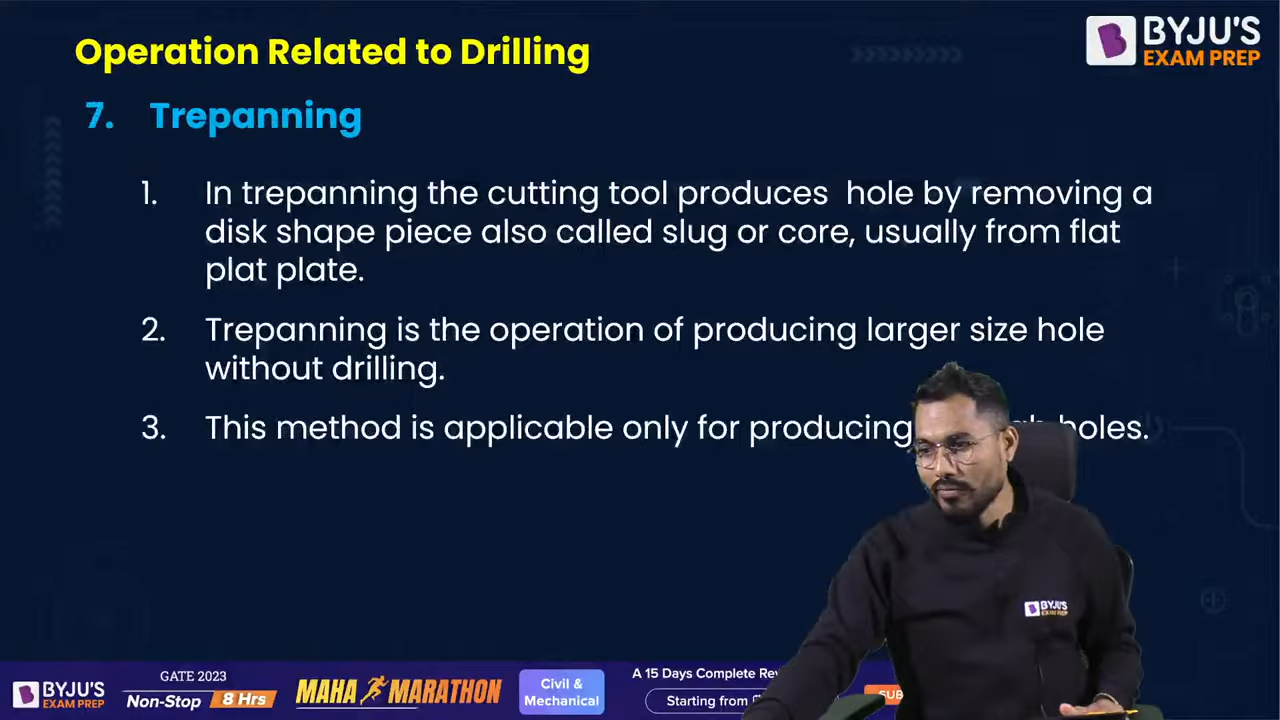 Operation Related to Drilling
BYJU'S
EXAM PREP
7. Trepanning
1. In trepanning the cutting tool produces hole by removing a
disk shape piece also called slug or core, usually from flat
plat plate.
2. Trepanning is the operation of producing larger size hole
without drilling.
3. This method is applicable only for producing holes.
BYJU'S
EXAM PREP
BYJU'S
EXAM PREP
GATE 2023
Non-Stop 8 Hrs
MAHA MARATHON
Civil &
Mechanical
A 15 Days Complete
Starting from